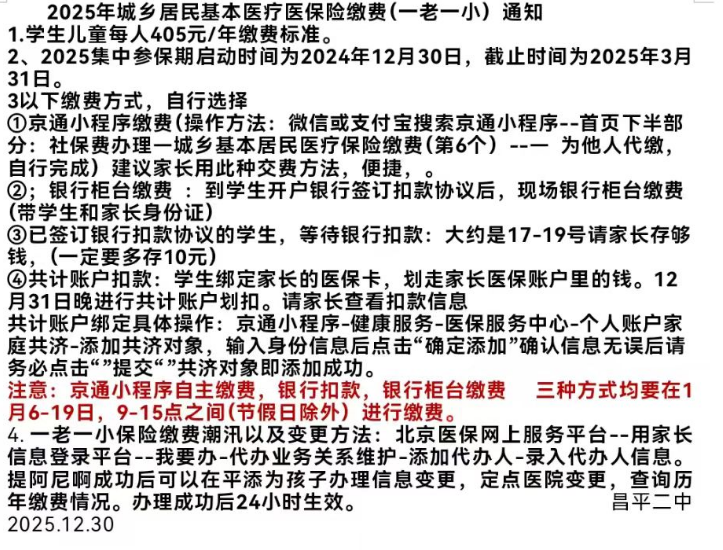 2025年城乡居民基本医疗医保险缴费(一老一小）通知
1.学生儿童每人405元/年缴费标准。
2、2025集中参保期启动时间为2024年12月30日，截止时间为2025年3月
31日。
3以下缴费方式，自行选择
①京通小程序缴费(操作方法：微信或支付宝搜索京通小程序--首页下半部
分：社保费办理—城乡基本居民医疗保险缴费(第6个）--一 为他人代缴，
自行完成）建议家长用此种交费方法，便捷，。
②；银行柜台缴费 ：到学生开户银行签订扣款协议后，现场银行柜台缴费
(带学生和家长身份证）
③已签订银行扣款协议的学生，等待银行扣款：大约是17-19号请家长存够
钱，(一定要多存10元）
④共计账户扣款：学生绑定家长的医保卡，划走家长医保账户里的钱。12
月31日晚进行共计账户划扣。请家长查看扣款信息
共计账户绑定具体操作：京通小程序-健康服务-医保服务中心-个人账户家
庭共济-添加共济对象，输入身份信息后点击“确定添加”确认信息无误后请
务必点击“”提交“”共济对象即添加成功。
注意：京通小程序自主缴费，银行扣款，银行柜台缴费 三种方式均要在1
月6-19日，9-15点之间(节假日除外）进行缴费。
4. 一老一小保险缴费潮汛以及变更方法：北京医保网上服务平台--用家长
信息登录平台--我要办-代办业务关系维护-添加代办人-录入代办人信息。
提阿尼啊成功后可以在平添为孩子办理信息变更，定点医院变更，查询历
年缴费情况。办理成功后24小时生效。 昌平二中
2025.12.30